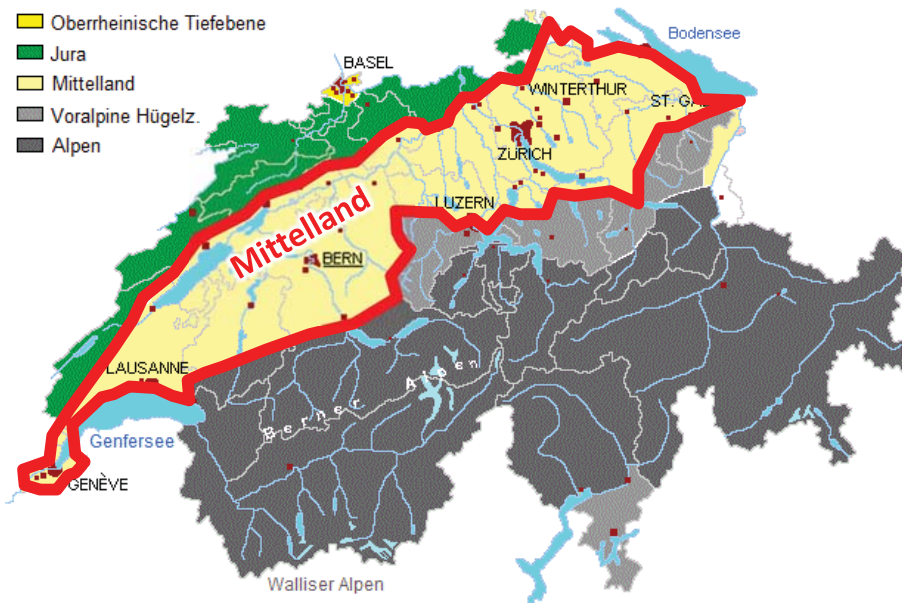 Oberrheinische Tiefebene
Jura
Mittelland
Voralpine Hügelz.
Alpen
Bodensee
BASEL
WINTERTHUR
ST. GA
ZÜRICH
LUZERN
Mittelland
BERN
LAUSANNE
Berner Alpen
Genfersee
GENÈVE
Walliser Alpen